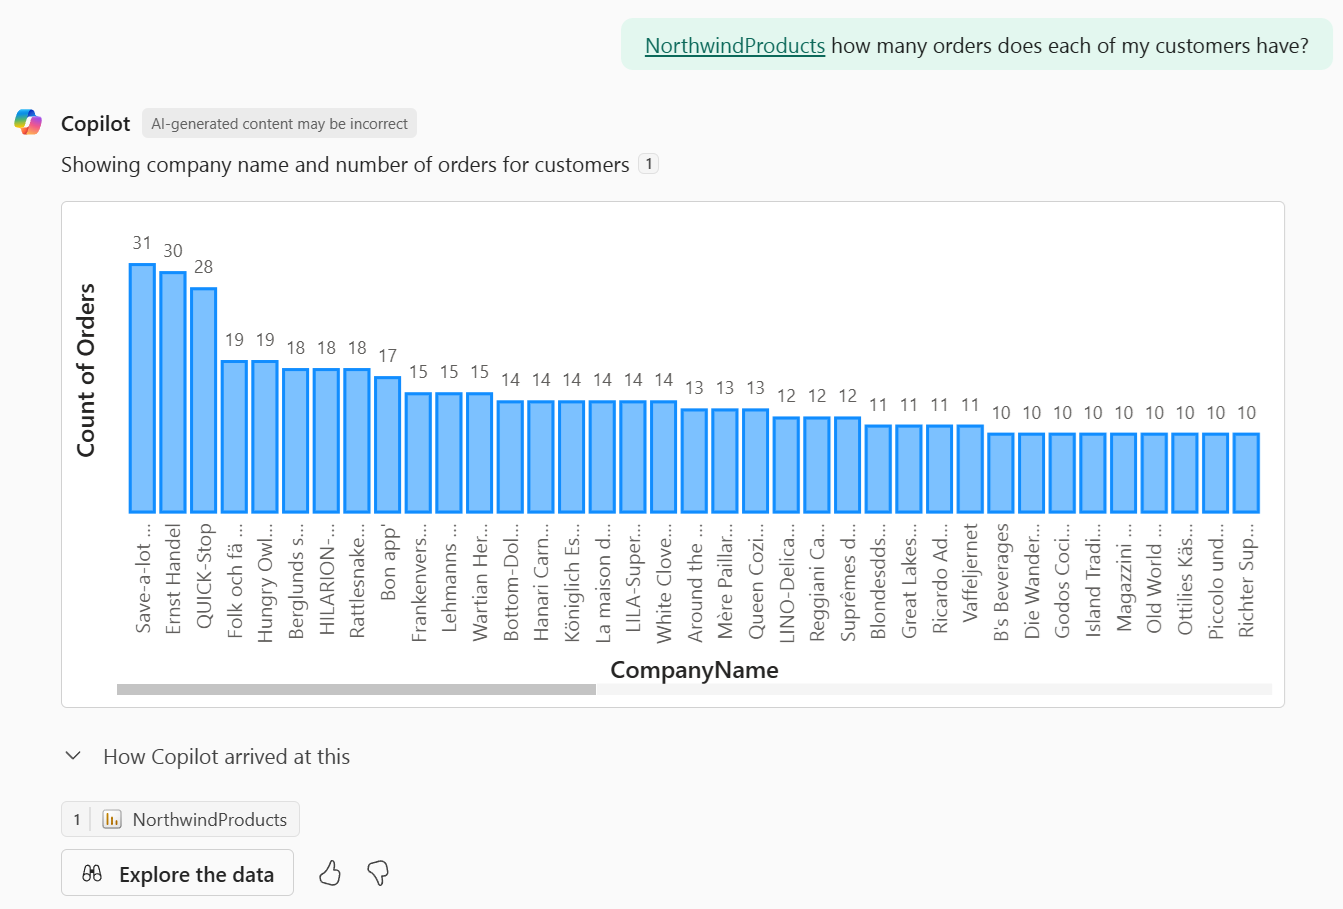 NorthwindProducts how many orders does each of my customers have?
Copilot AI-generated content may be incorrect
Showing company name and number of orders for customers 1
Count of Orders
31 30 28 19 19 18 18 18 17 15 15 15 14 14 14 14 14 14 13 13 13 12 12 12 11 11 11 11 10 10 10 10 10 10 10 10 10
Save-a-lot ...
Ernst Handel
QUICK-Stop
Folk och fä ...
Hungry Owl...
Berglunds s...
HILARION-...
Rattlesnake...
Bon app'
Frankenvers...
Lehmanns ...
Wartian Her...
Bottom-Dol...
Hanari Carn...
Königlich Es...
La maison d...
LILA-Super...
White Clove...
Around the ...
Mère Paillar...
Queen Cozi...
LINO-Delica...
Reggiani Ca...
Suprêmes d...
Blondesdds...
Great Lakes...
Ricardo Ad...
Vaffeljernet
B's Beverages
Die Wander...
Godos Coci...
Island Tradi...
Magazzini ...
Old World ...
Ottilies Käs...
Piccolo und...
Richter Sup...
CompanyName
How Copilot arrived at this
1 NorthwindProducts
Explore the data